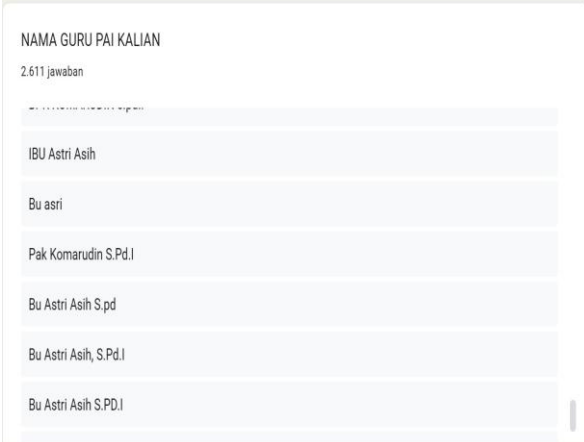 NAMA GURU PAI KALIAN
2.611 jawaban
IBU Astri Asih
Bu asri
Pak Komarudin S.Pd.I
Bu Astri Asih S.pd
Bu Astri Asih, S.Pd.I
Bu Astri Asih S.PD.I